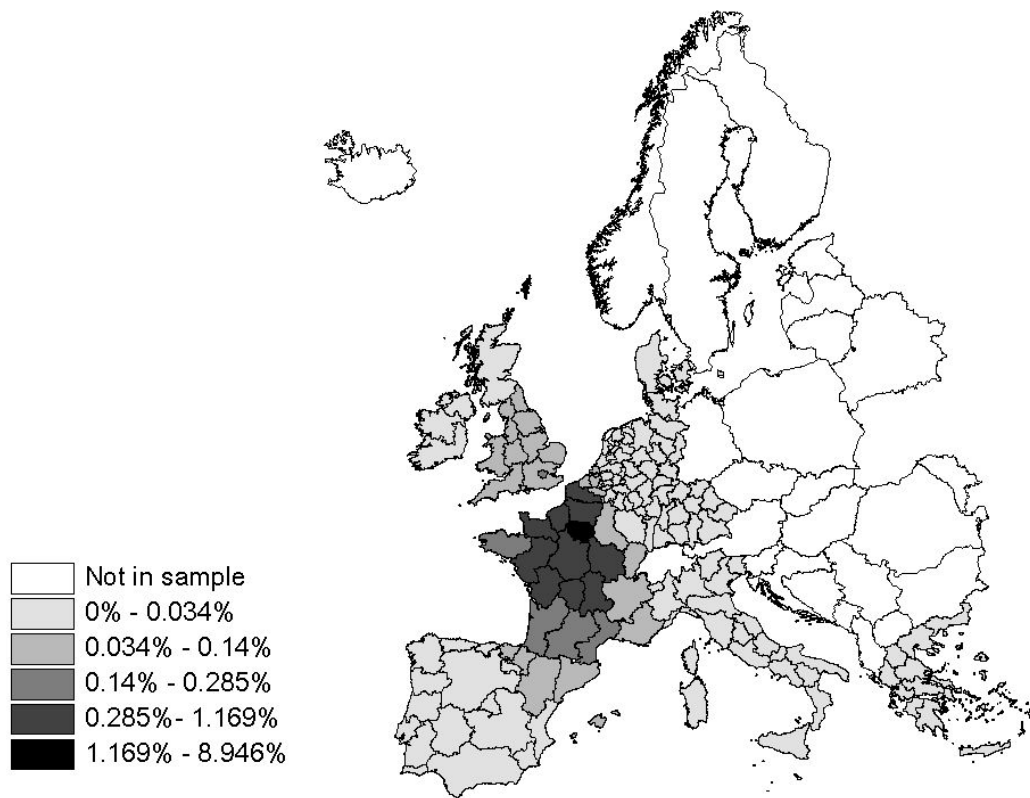 Not in sample
0% - 0.034%
0.034% - 0.14%
0.14% - 0.285%
0.285%- 1.169%
1.169% - 8.946%